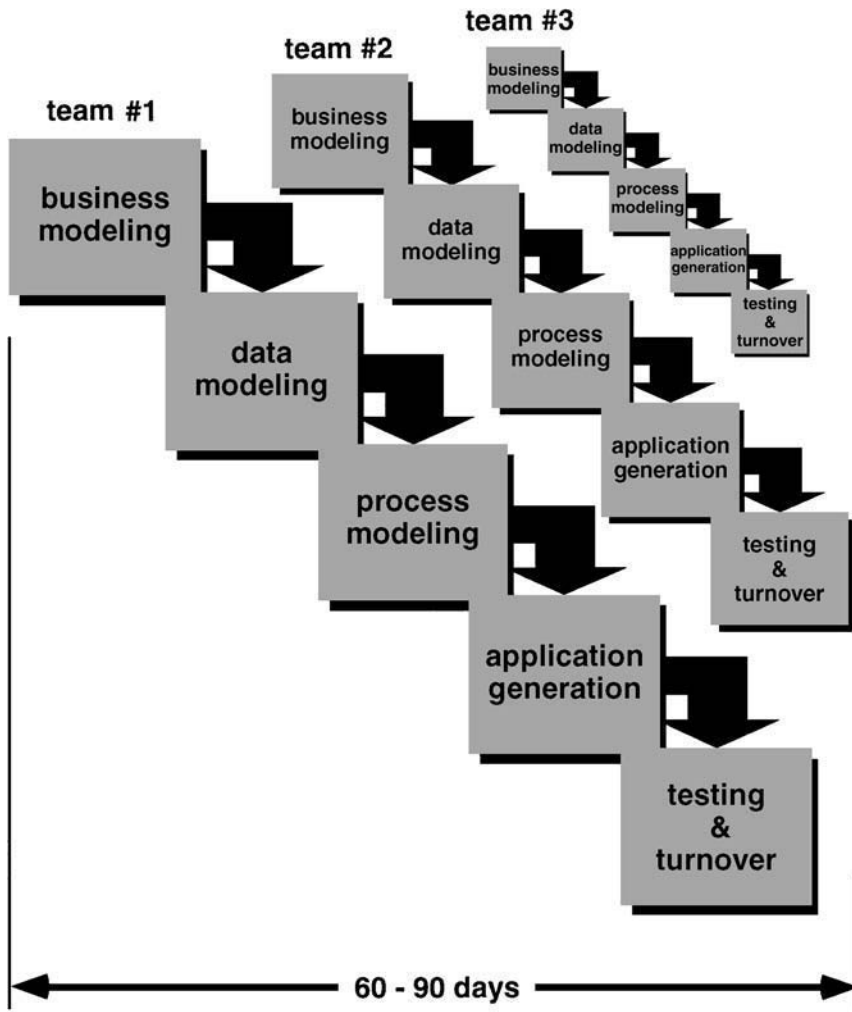 team #1
business
modeling
data
modeling
process
modeling
application
generation
testing
&
turnover
team #2
business
modeling
data
modeling
process
modeling
application
generation
testing
&
turnover
team #3
business
modeling
data
modeling
process
modeling
application
generation
testing
&
turnover
60 - 90 days